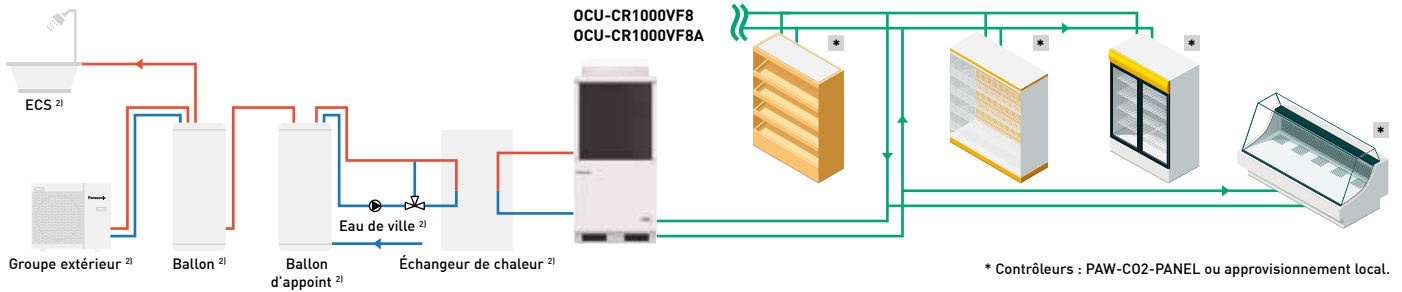 OCU-CR1000VF8
OCU-CR1000VF8A
*
*
*
*
ECS 2)
Panasonic
Eau de ville 2)
Groupe extérieur 2)
Ballon 2)
Ballon
d'appoint 2)
Échangeur de chaleur 2)
* Contrôleurs : PAW-CO2-PANEL ou approvisionnement local.